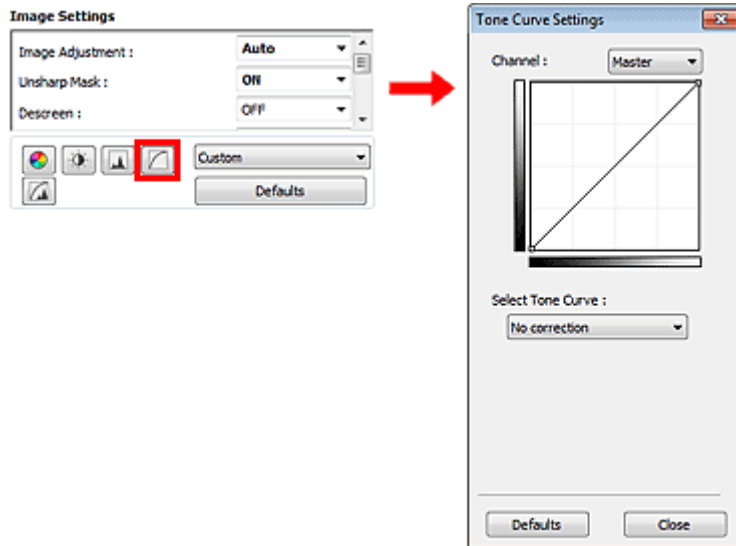 Image Settings
Image Adjustment : Auto
Unsharp Mask : ON
Descreen : OFF
Custom
Defaults
Tone Curve Settings
Channel : Master
Select Tone Curve :
No correction
Defaults Close